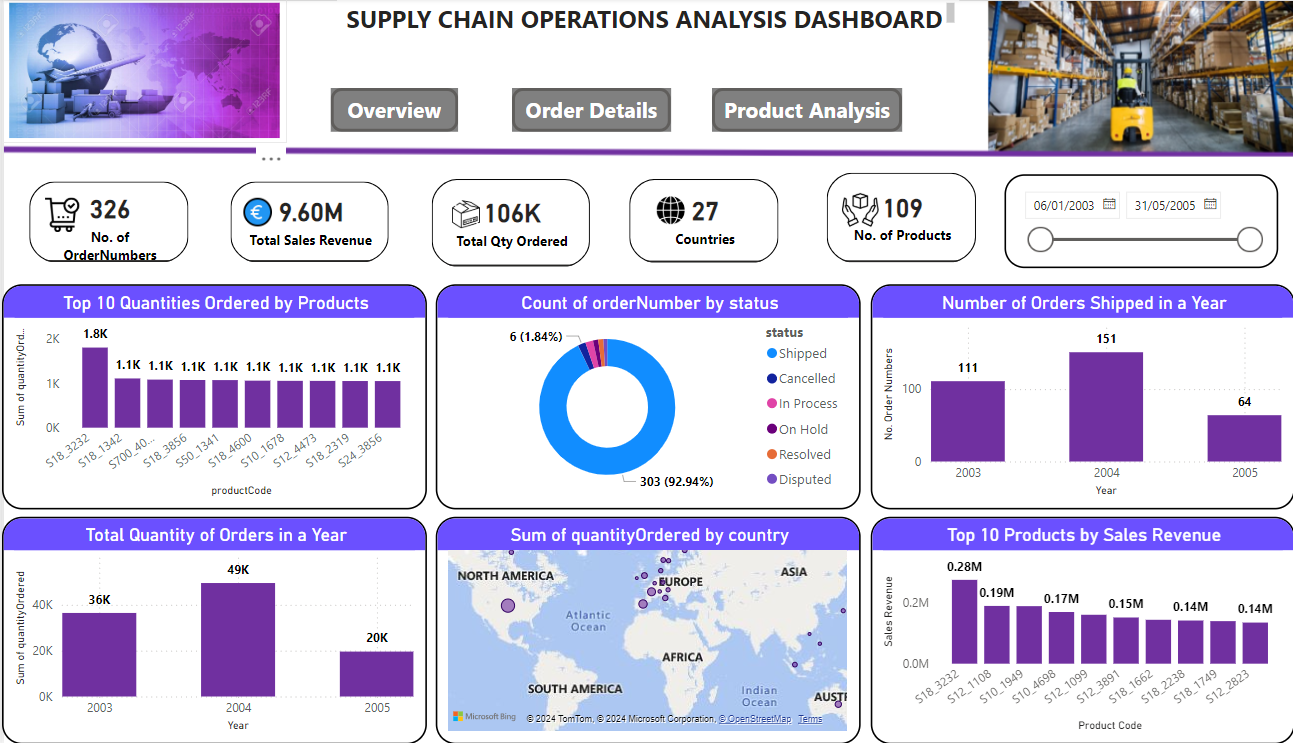 SUPPLY CHAIN OPERATIONS ANALYSIS DASHBOARD
Overview
Order Details
Product Analysis
326
No. of
OrderNumbers
9.60M
Total Sales Revenue
106K
Total Qty Ordered
27
Countries
109
No. of Products
06/01/2003
31/05/2005
Top 10 Quantities Ordered by Products
Sum of quantityOrd...
2K
1K
0K
1.8K
1.1K
1.1K
1.1K
1.1K
1.1K
1.1K
1.1K
1.1K
1.1K
S18_3232
S18_1342
S700_40...
S18_3856
S50_1341
S18_4600
S10_1678
S12_4473
S18_2319
S24_3856
productCode
Count of orderNumber by status
6 (1.84%)
303 (92.94%)
status
Shipped
Cancelled
In Process
On Hold
Resolved
Disputed
Number of Orders Shipped in a Year
No. Order Numbers
100
0
111
151
64
2003
2004
2005
Year
Total Quantity of Orders in a Year
Sum of quantityOrdered
40K
20K
0K
36K
49K
20K
2003
2004
2005
Year
Sum of quantityOrdered by country
NORTH AMERICA
EUROPE
ASIA
Atlantic
Ocean
AFRICA
SOUTH AMERICA
Indian
Ocean
AUSTR
Microsoft Bing
© 2024 TomTom, © 2024 Microsoft Corporation, © OpenStreetMap Terms
Top 10 Products by Sales Revenue
Sales Revenue
0.2M
0.0M
0.28M
0.19M
0.17M
0.15M
0.14M
0.14M
S18_3232
S12_1108
S10_1949
S10_4698
S12_1099
S12_3891
S18_1662
S18_2238
S18_1749
S12_2823
Product Code